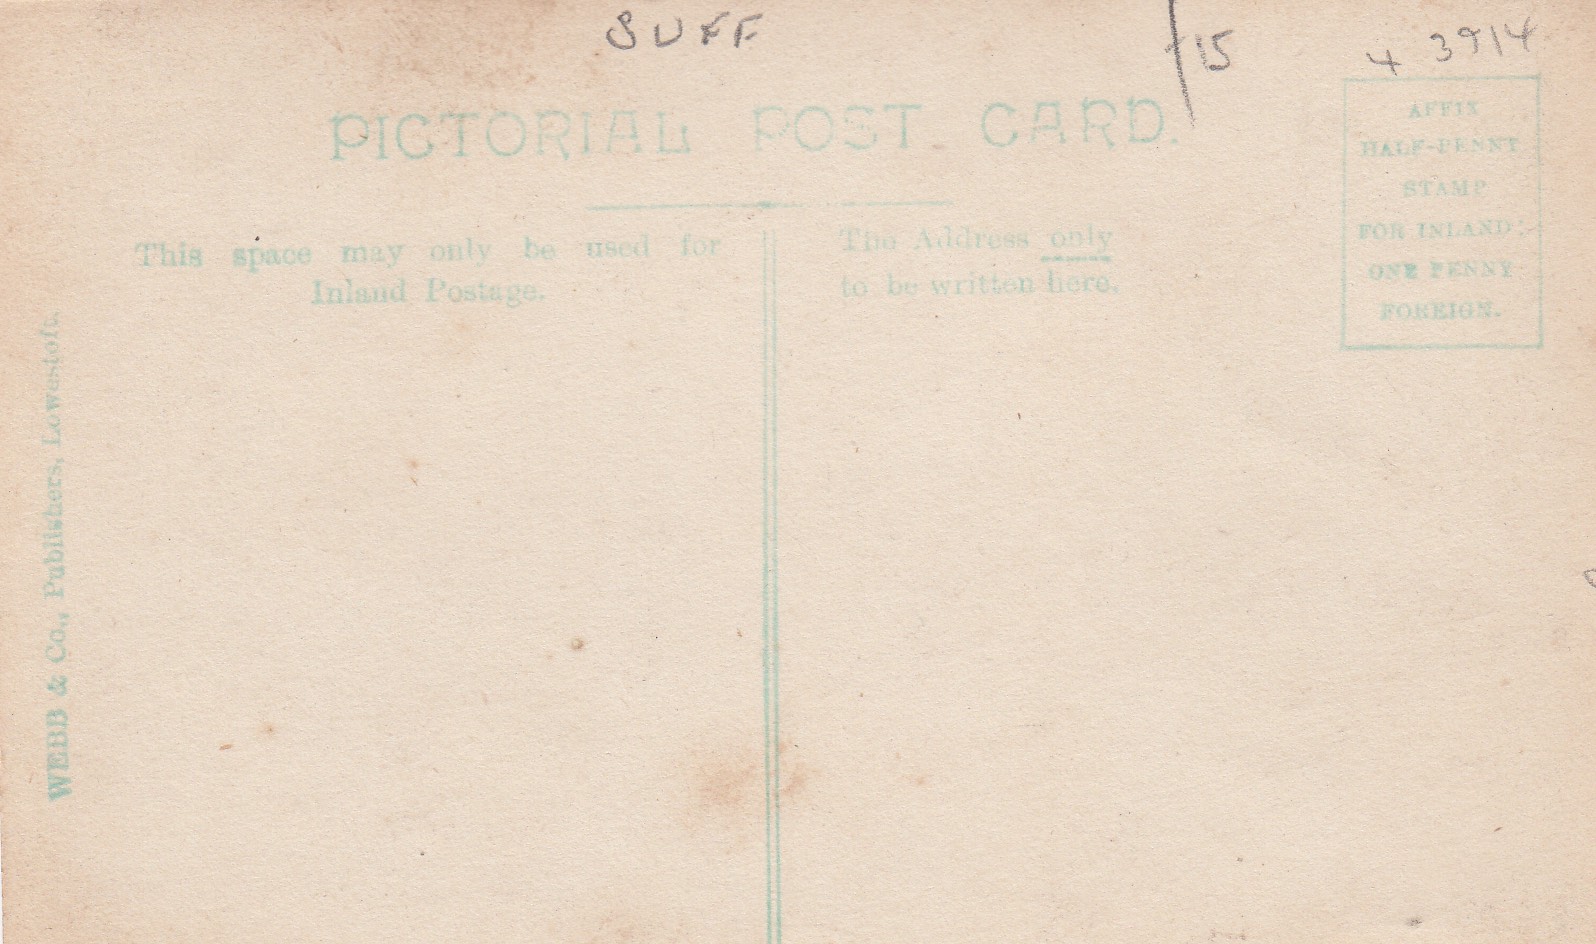 SUFF
/15
4 3914
PICTORIAL POST CARD.
AFFIX
HALF-PENNY
STAMP
FOR INLAND:
ONE PENNY
FOREIGN.
This space may only be used for
Inland Postage.
The Address only
to be written here.
WEBB & Co., Publishers, Lowestoft.